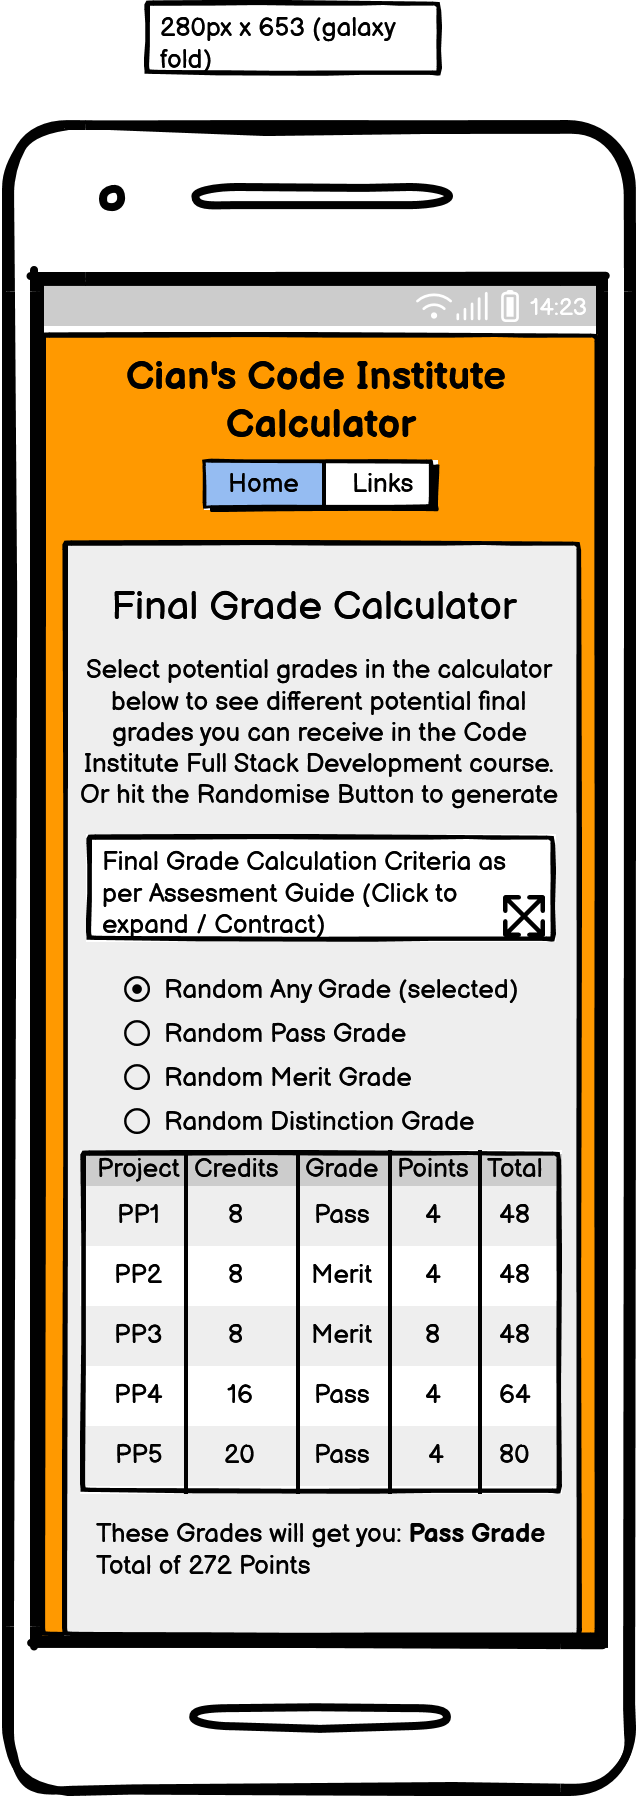 280px x 653 (galaxy
fold)
14:23
Cian's Code Institute
Calculator
Home Links
Final Grade Calculator
Select potential grades in the calculator
below to see different potential final
grades you can receive in the Code
Institute Full Stack Development course.
Or hit the Randomise Button to generate
Final Grade Calculation Criteria as
per Assesment Guide (Click to
expand / Contract)
Random Any Grade (selected)
Random Pass Grade
Random Merit Grade
Random Distinction Grade
Project Credits Grade Points Total
PP1 8 Pass 4 48
PP2 8 Merit 4 48
PP3 8 Merit 8 48
PP4 16 Pass 4 64
PP5 20 Pass 4 80
These Grades will get you: Pass Grade
Total of 272 Points